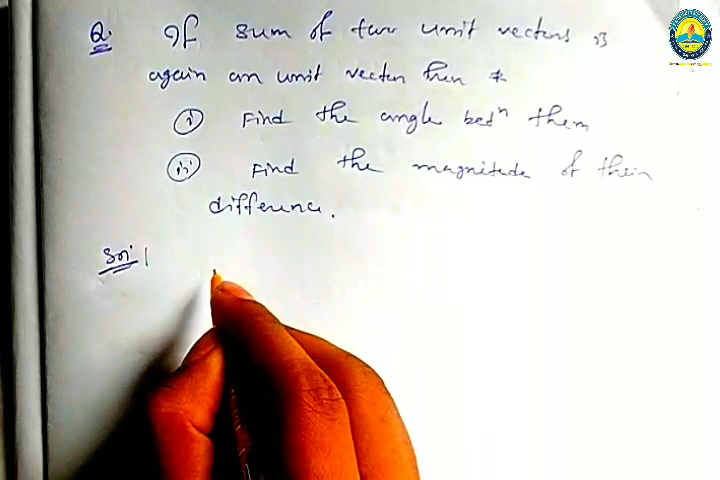 Q. If sum of two unit vectors is
again an unit vector then *
(i) Find the angle betⁿ them
(ii) Find the magnitude of their
difference.
Solⁿ |